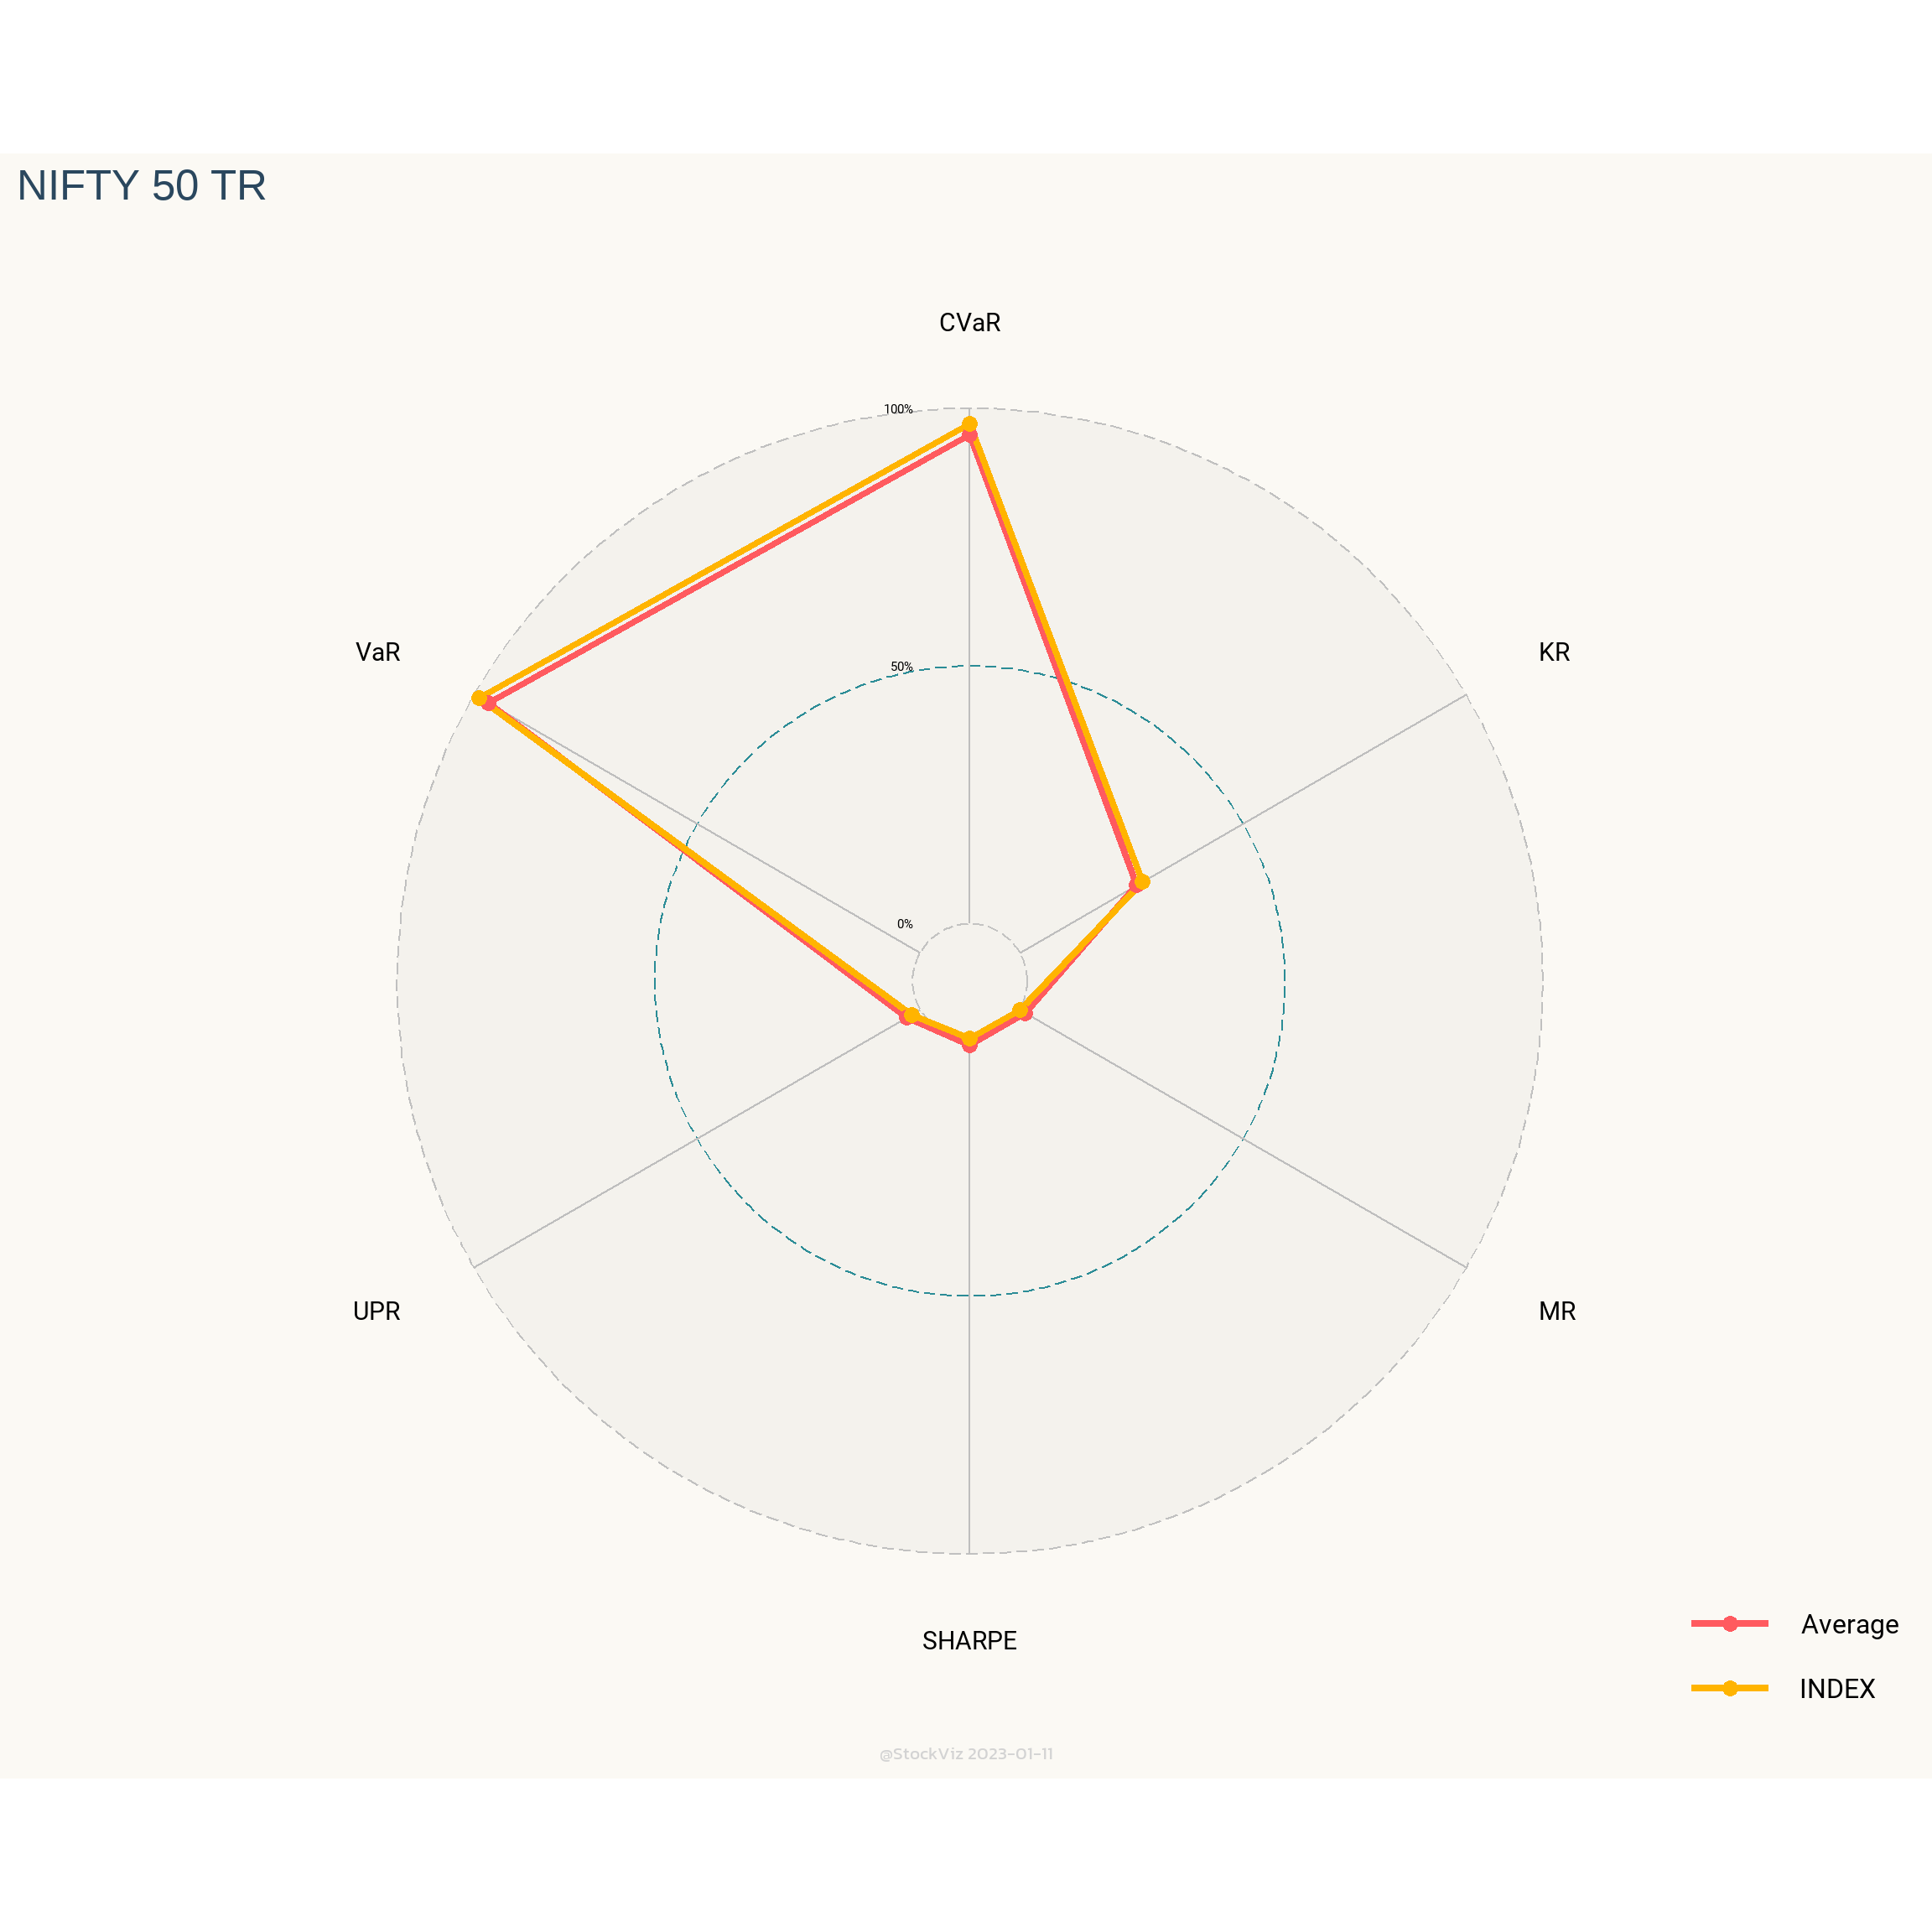 NIFTY 50 TR
CVaR
100%
VaR
KR
50%
0%
UPR
MR
SHARPE
Average
INDEX
@StockViz 2023-01-11